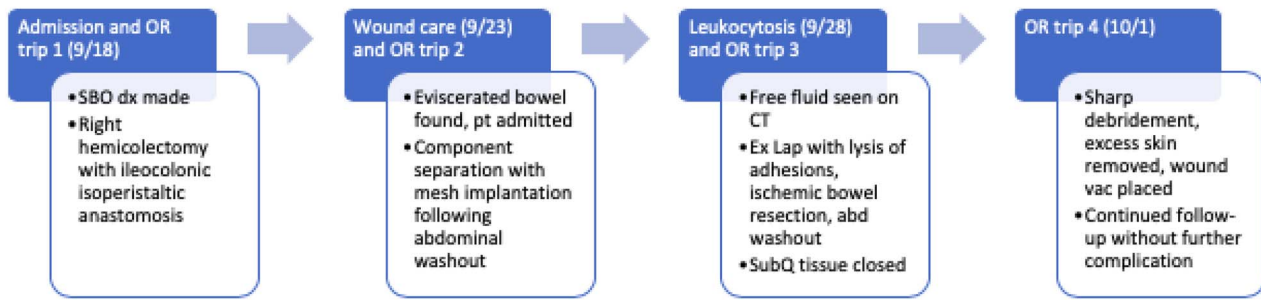 Admission and OR
trip 1 (9/18)
•SBO dx made
•Right
hemicolectomy
with ileocolonic
isoperistaltic
anastomosis
Wound care (9/23)
and OR trip 2
•Eviscerated bowel
found, pt admitted
•Component
separation with
mesh implantation
following
abdominal
washout
Leukocytosis (9/28)
and OR trip 3
•Free fluid seen on
CT
•Ex Lap with lysis of
adhesions,
ischemic bowel
resection, abd
washout
•SubQ tissue closed
OR trip 4 (10/1)
•Sharp
debridement,
excess skin
removed, wound
vac placed
•Continued follow-
up without further
complication